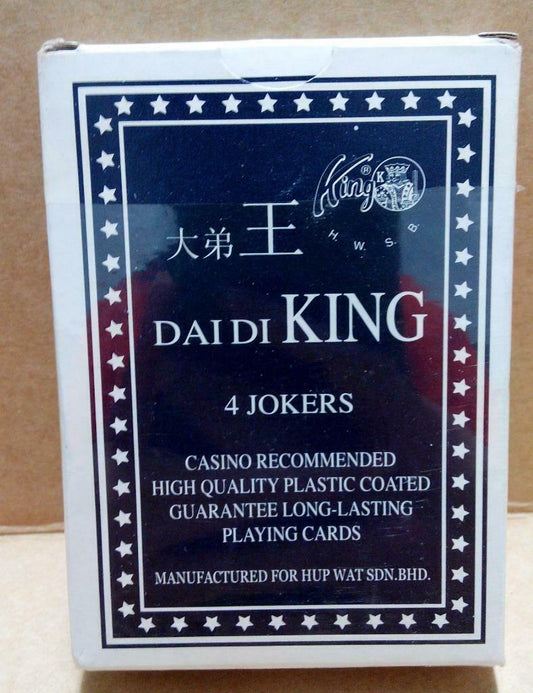 King®
K
H. W. S. B.
大弟王
DAI DI KING
4 JOKERS
CASINO RECOMMENDED
HIGH QUALITY PLASTIC COATED
GUARANTEE LONG-LASTING
PLAYING CARDS
MANUFACTURED FOR HUP WAT SDN.BHD.